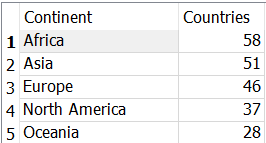 Continent Countries
1 Africa 58
2 Asia 51
3 Europe 46
4 North America 37
5 Oceania 28